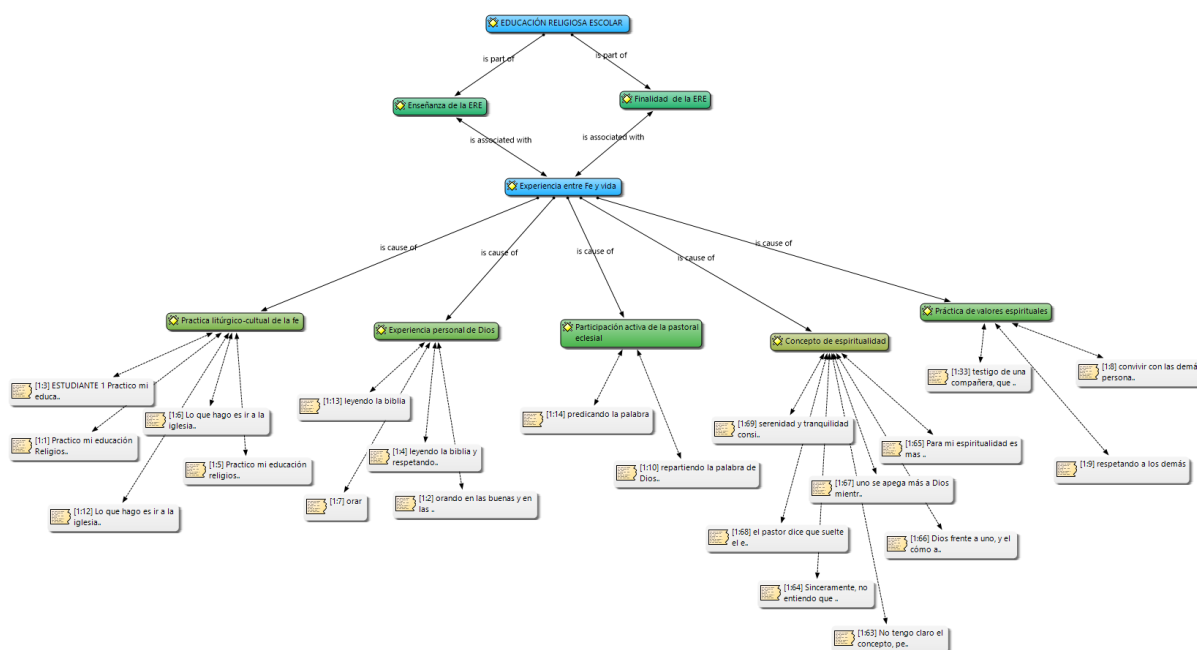 EDUCACIÓN RELIGIOSA ESCOLAR
is part of
is part of
Enseñanza de la ERE
Finalidad de la ERE
is associated with
is associated with
Experiencia entre Fe y vida
is cause of
is cause of
is cause of
is cause of
is cause of
Practica litúrgico-cultual de la fe
Experiencia personal de Dios
Participación activa de la pastoral
eclesial
Concepto de espiritualidad
Práctica de valores espirituales
[1:3] ESTUDIANTE 1 Practico mi
educa..
[1:6] Lo que hago es ir a la
iglesia..
[1:1] Practico mi educación
Religios..
[1:5] Practico mi educación
religios..
[1:12] Lo que hago es ir a la
iglesia..
[1:13] leyendo la biblia
[1:4] leyendo la biblia y
respetando..
[1:7] orar
[1:2] orando en las buenas y en
las ..
[1:14] predicando la palabra
[1:10] repartiendo la palabra de
Dios..
[1:69] serenidad y tranquilidad
consi..
[1:65] Para mi espiritualidad es
mas ..
[1:67] uno se apega más a Dios
mientr..
[1:68] el pastor dice que suelte
el e..
[1:66] Dios frente a uno, y el
cómo a..
[1:64] Sinceramente, no
entiendo que ..
[1:63] No tengo claro el
concepto, pe..
[1:33] testigo de una
compañera, que ..
[1:8] convivir con las demás
persona..
[1:9] respetando a los demás